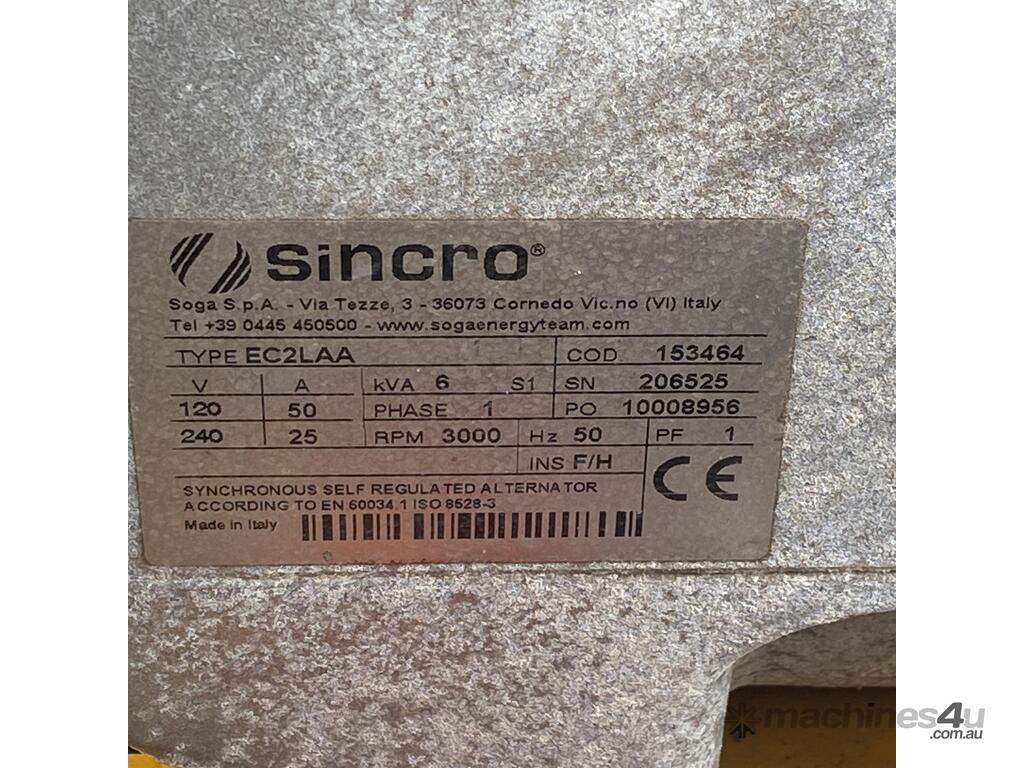 sincro®
Soga S.p.A. - Via Tezze, 3 - 36073 Cornedo Vic.no (VI) Italy
Tel +39 0445 450500 - www.sogaenergyteam.com
TYPE EC2LAA COD 153464
V A kVA 6 S1 SN 206525
120 50 PHASE 1 PO 10008956
240 25 RPM 3000 Hz 50 PF 1
INS F/H CE
SYNCHRONOUS SELF REGULATED ALTERNATOR
ACCORDING TO EN 60034.1 ISO 8528-3
Made in Italy
machines4u
.com.au